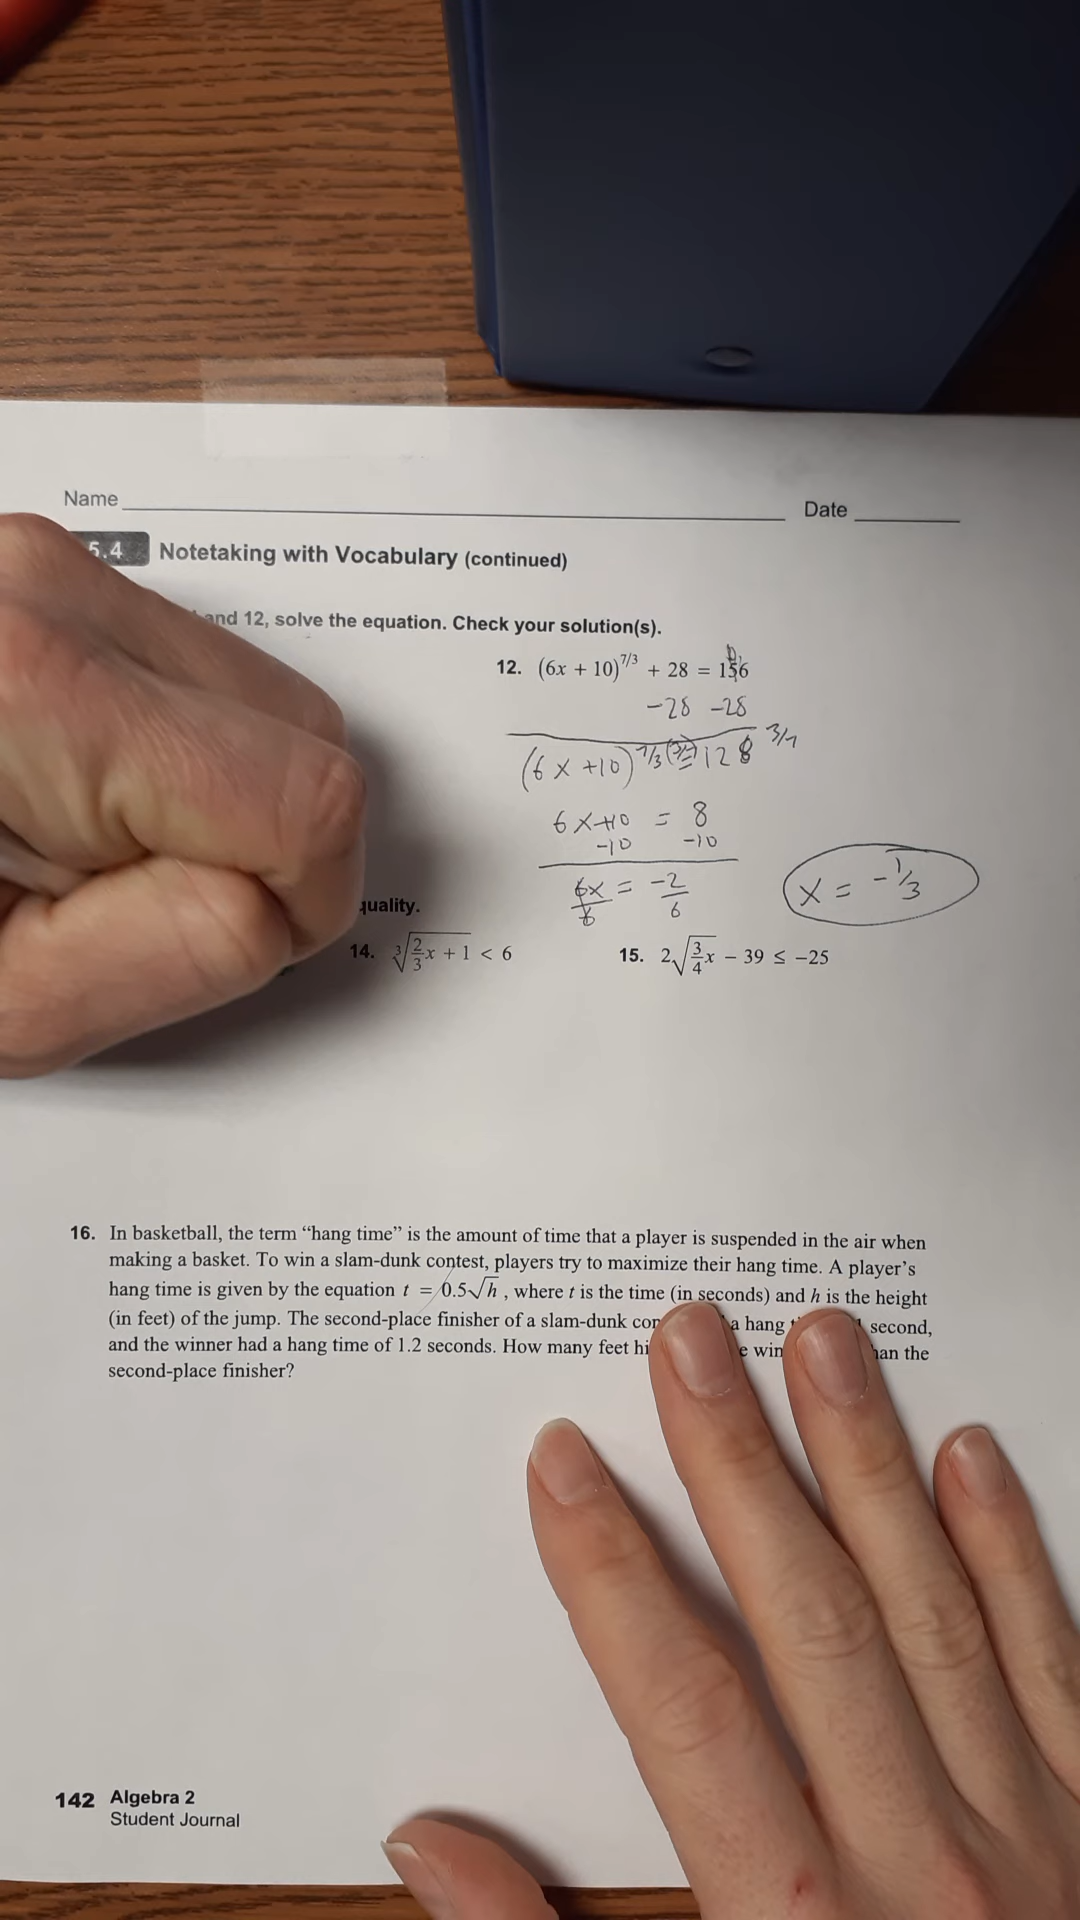 Name Date
5.4 Notetaking with Vocabulary (continued)
and 12, solve the equation. Check your solution(s).
12. (6x + 10)^7/3 + 28 = 156
-28 -28
(6x+10)^7/3(3/7) = 128^3/7
6x+10 = 8
-10 -10
6x/6 = -2/6
x = -1/3
quality.
14. ∛(2/3 x + 1) < 6
15. 2√(3/4 x) − 39 ≤ −25
16. In basketball, the term “hang time” is the amount of time that a player is suspended in the air when
making a basket. To win a slam-dunk contest, players try to maximize their hang time. A player’s
hang time is given by the equation t = 0.5√h, where t is the time (in seconds) and h is the height
(in feet) of the jump. The second-place finisher of a slam-dunk a hang second,
and the winner had a hang time of 1.2 seconds. How many feet the
second-place finisher?
142 Algebra 2
Student Journal